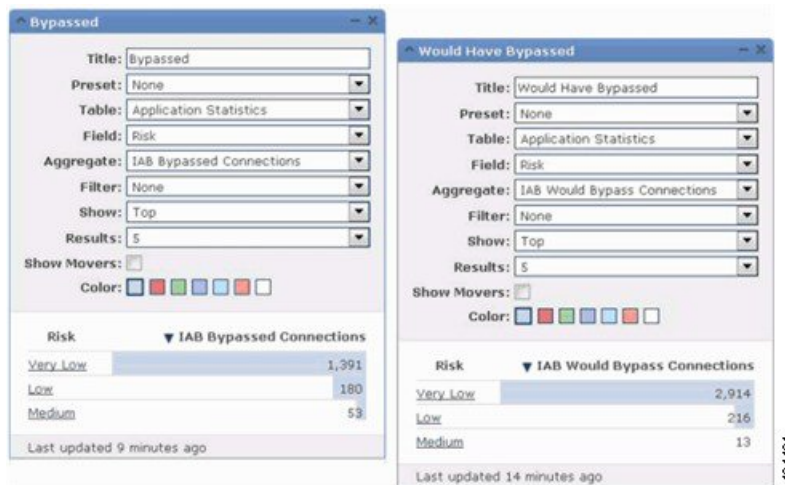 Bypassed
Title: Bypassed
Preset: None
Table: Application Statistics
Field: Risk
Aggregate: IAB Bypassed Connections
Filter: None
Show: Top
Results: 5
Show Movers:
Color:
Risk IAB Bypassed Connections
Very Low 1,391
Low 180
Medium 53
Last updated 9 minutes ago
Would Have Bypassed
Title: Would Have Bypassed
Preset: None
Table: Application Statistics
Field: Risk
Aggregate: IAB Would Bypass Connections
Filter: None
Show: Top
Results: 5
Show Movers:
Color:
Risk IAB Would Bypass Connections
Very Low 2,914
Low 216
Medium 13
Last updated 14 minutes ago